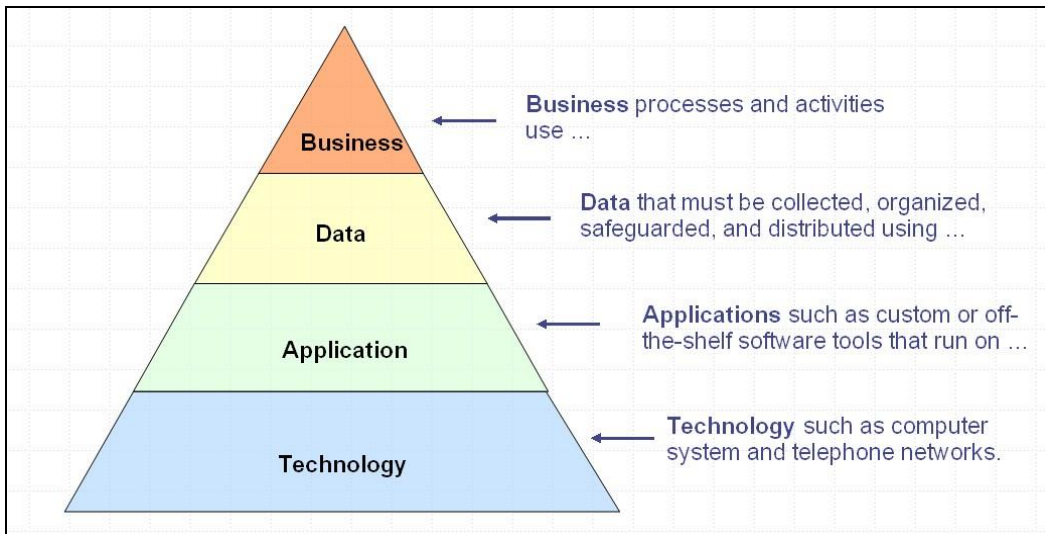 Business
Business processes and activities
use …
Data
Data that must be collected, organized,
safeguarded, and distributed using …
Application
Applications such as custom or off-
the-shelf software tools that run on …
Technology
Technology such as computer
system and telephone networks.